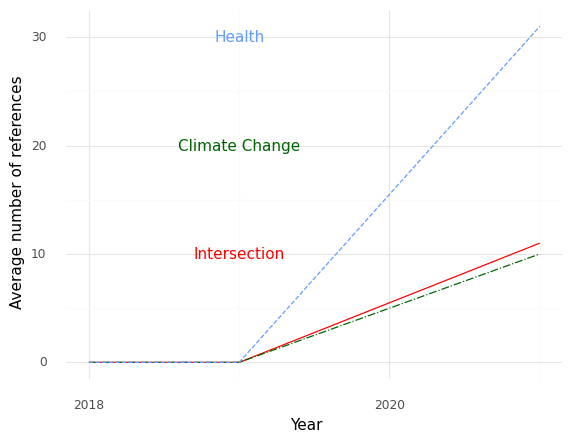 Health
Climate Change
Intersection
30
20
10
0
2018
2020
Year
Average number of references